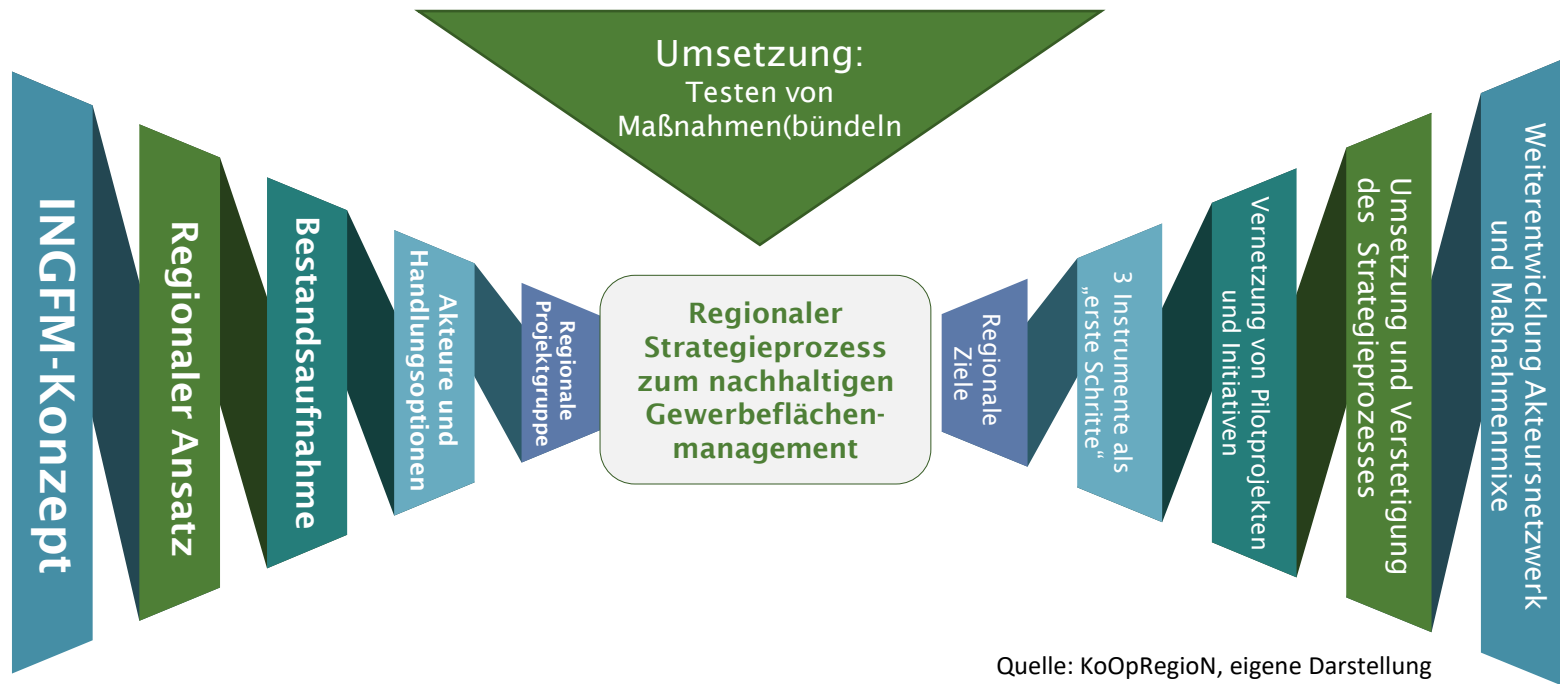 INGFM-Konzept
Regionaler Ansatz
Bestandsaufnahme
Akteure und
Handlungsoptionen
Regionale
Projektgruppe
Umsetzung:
Testen von
Maßnahmen(bündeln
Regionaler
Strategieprozess
zum nachhaltigen
Gewerbeflächen-
management
Regionale
Ziele
3 Instrumente als
„erste Schritte“
Vernetzung von Pilotprojekten
und Initiativen
Umsetzung und Verstetigung
des Strategieprozesses
Weiterentwicklung Akteursnetzwerk
und Maßnahmenmixe
Quelle: KoOpRegioN, eigene Darstellung